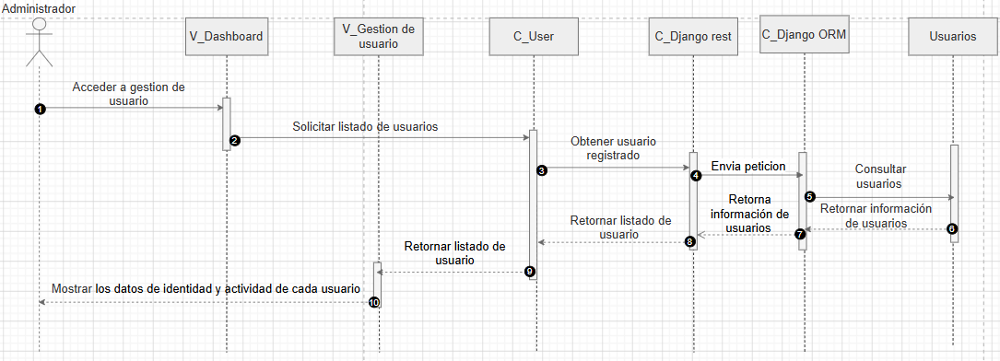 Administrador
V_Dashboard
V_Gestion de
usuario
C_User
C_Django rest
C_Django ORM
Usuarios
Acceder a gestion de
usuario
1
Solicitar listado de usuarios
2
Obtener usuario
registrado
3
Envia peticion
4
Consultar
usuarios
5
Retornar información
de usuarios
6
Retorna
información de
usuarios
7
Retornar listado de
usuario
8
Retornar listado de
usuario
9
Mostrar los datos de identidad y actividad de cada usuario
10